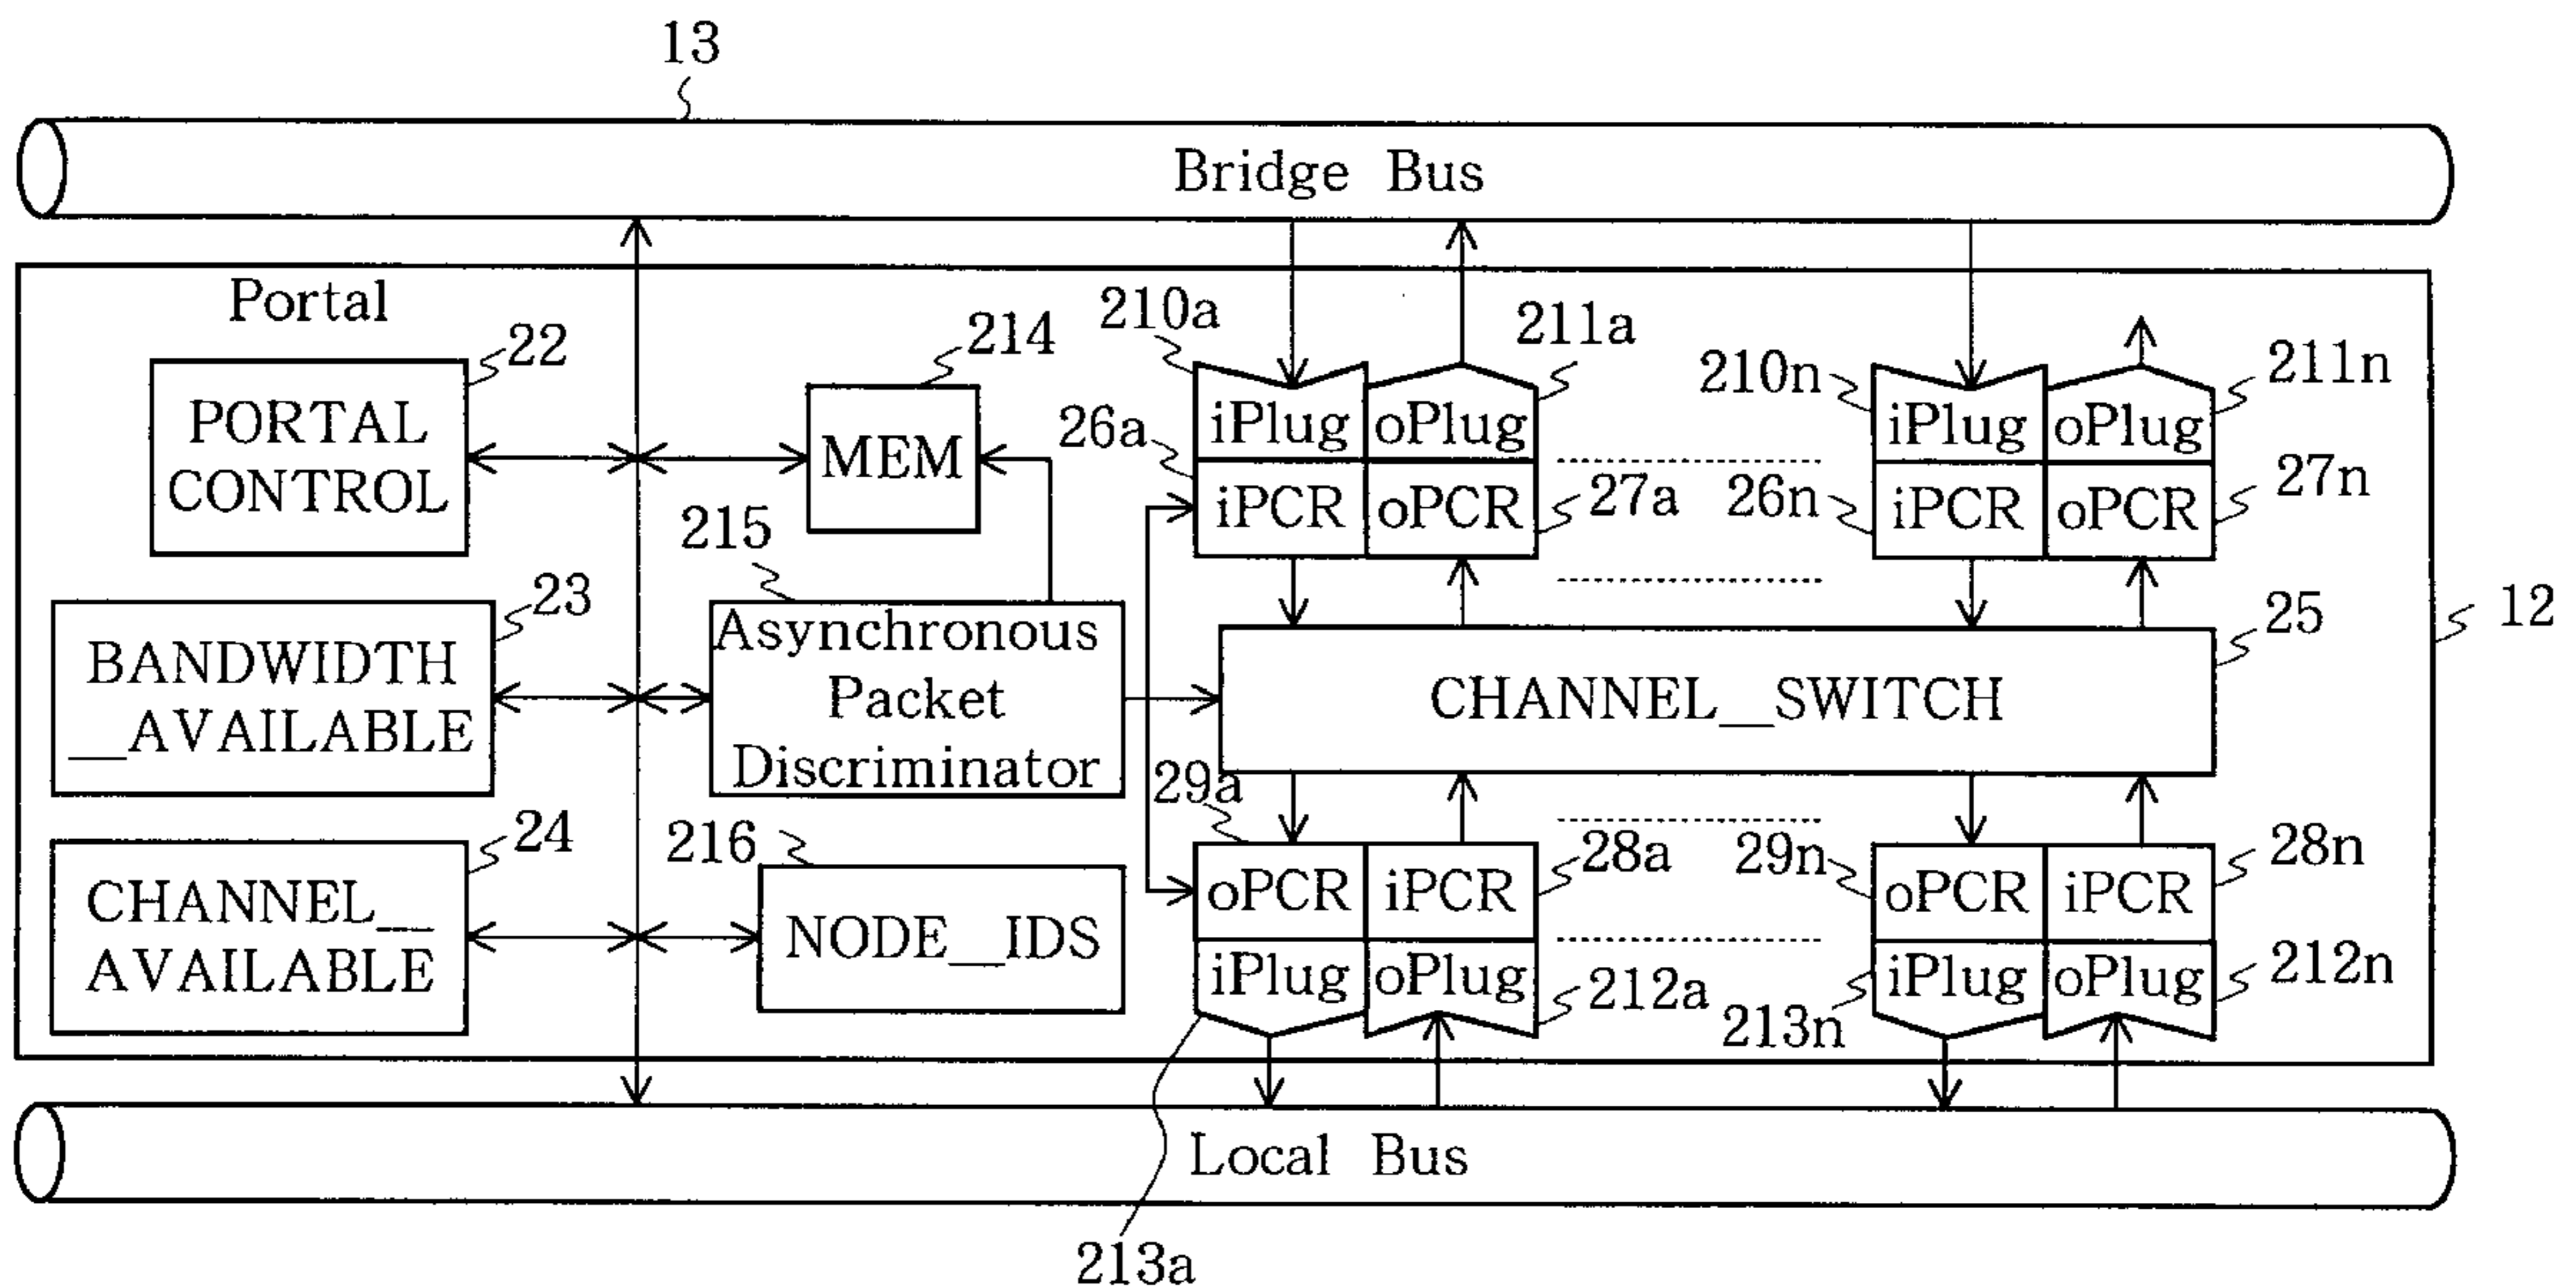 13
Bridge Bus
Portal
22
PORTAL
CONTROL
214
MEM
210a
211a
iPlug
oPlug
26a
iPCR
oPCR
27a
210n
211n
iPlug
oPlug
26n
iPCR
oPCR
27n
23
BANDWIDTH
__AVAILABLE
215
Asynchronous
Packet
Discriminator
CHANNEL__SWITCH
25
12
24
CHANNEL__
AVAILABLE
216
NODE__IDS
29a
oPCR
iPCR
28a
iPlug
oPlug
212a
29n
oPCR
iPCR
28n
iPlug
oPlug
212n
213n
Local Bus
213a